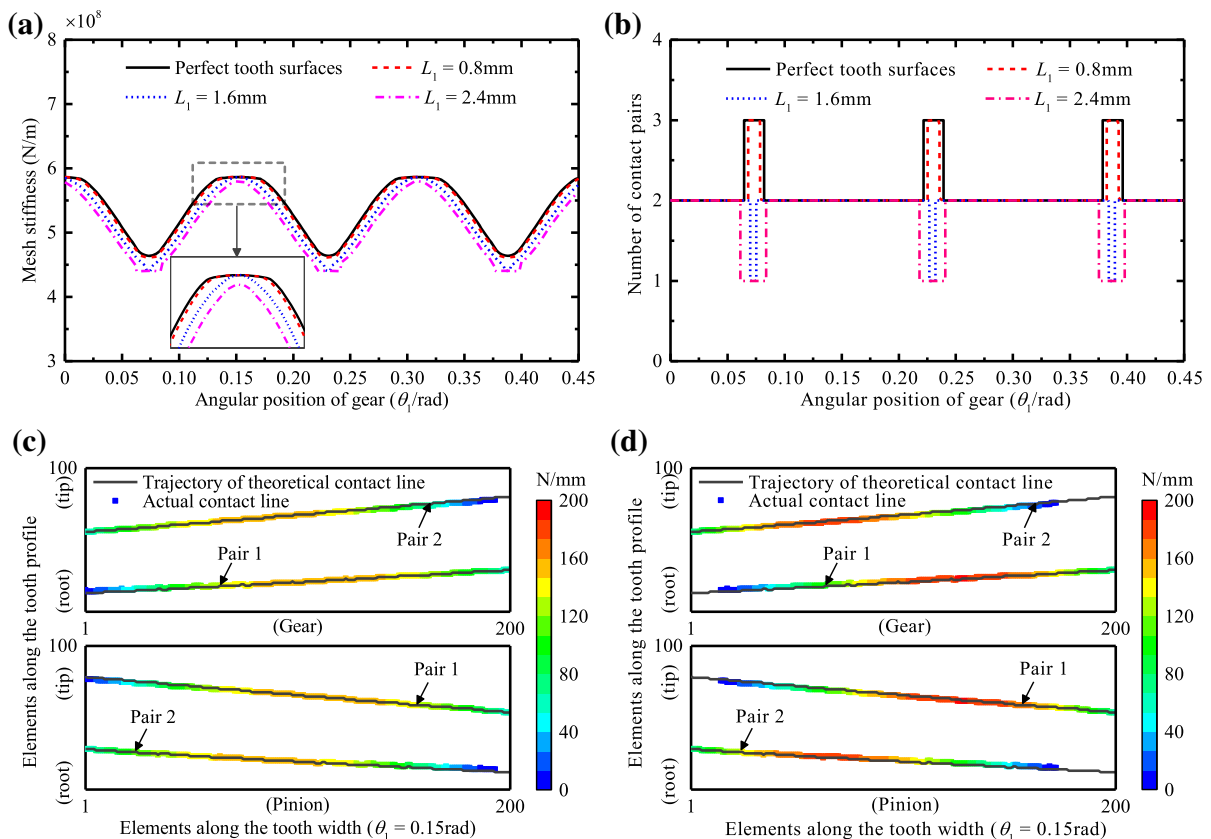 (a)
×10⁸
8
7
6
5
4
3
Mesh stiffness (N/m)
Perfect tooth surfaces
L₁ = 0.8mm
L₁ = 1.6mm
L₁ = 2.4mm
0 0.05 0.10 0.15 0.20 0.25 0.30 0.35 0.40 0.45
Angular position of gear (θ₁/rad)
(b)
4
3
2
1
0
Number of contact pairs
Perfect tooth surfaces
L₁ = 0.8mm
L₁ = 1.6mm
L₁ = 2.4mm
0 0.05 0.10 0.15 0.20 0.25 0.30 0.35 0.40 0.45
Angular position of gear (θ₁/rad)
(c)
Elements along the tooth profile
100
(tip)
(root)
Trajectory of theoretical contact line
Actual contact line
Pair 2
Pair 1
1 (Gear) 200
100
(tip)
(root)
Pair 1
Pair 2
1 (Pinion) 200
Elements along the tooth width (θ₁ = 0.15rad)
N/mm
200
160
120
80
40
0
(d)
Elements along the tooth profile
100
(tip)
(root)
Trajectory of theoretical contact line
Actual contact line
Pair 2
Pair 1
1 (Gear) 200
100
(tip)
(root)
Pair 1
Pair 2
1 (Pinion) 200
Elements along the tooth width (θ₁ = 0.15rad)
N/mm
200
160
120
80
40
0